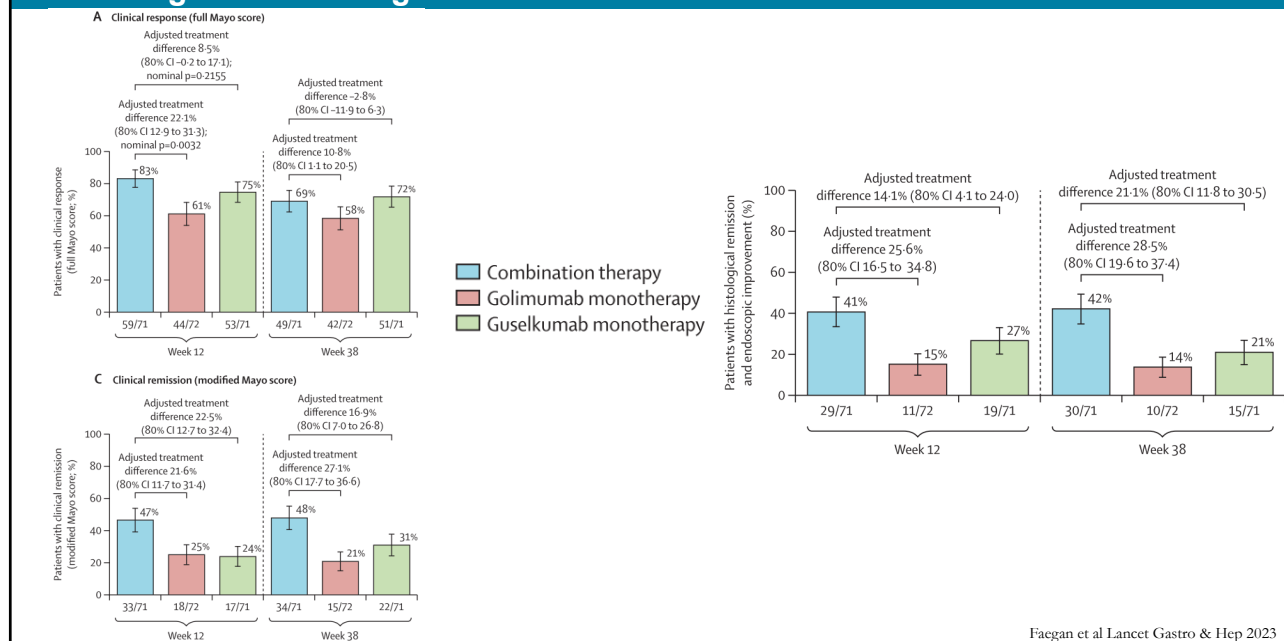 A Clinical response (full Mayo score)
Adjusted treatment
difference 8·5%
(80% CI –0·2 to 17·1);
nominal p=0·2155
Adjusted treatment
difference 22·1%
(80% CI 12·9 to 31·3);
nominal p=0·0032
Adjusted treatment
difference –2·8%
(80% CI –11·9 to 6·3)
Adjusted treatment
difference 10·8%
(80% CI 1·1 to 20·5)
Patients with clinical response
(full Mayo score; %)
100
80
60
40
20
0
83%
61%
75%
69%
58%
72%
59/71 44/72 53/71 49/71 42/72 51/71
Week 12 Week 38
C Clinical remission (modified Mayo score)
Adjusted treatment
difference 22·5%
(80% CI 12·7 to 32·4)
Adjusted treatment
difference 21·6%
(80% CI 11·7 to 31·4)
Adjusted treatment
difference 16·9%
(80% CI 7·0 to 26·8)
Adjusted treatment
difference 27·1%
(80% CI 17·7 to 36·6)
Patients with clinical remission
(modified Mayo score; %)
100
80
60
40
20
0
47%
25%
24%
48%
21%
31%
33/71 18/72 17/71 34/71 15/72 22/71
Week 12 Week 38
Combination therapy
Golimumab monotherapy
Guselkumab monotherapy
Adjusted treatment
difference 14·1% (80% CI 4·1 to 24·0)
Adjusted treatment
difference 25·6%
(80% CI 16·5 to 34·8)
Adjusted treatment
difference 21·1% (80% CI 11·8 to 30·5)
Adjusted treatment
difference 28·5%
(80% CI 19·6 to 37·4)
Patients with histological remission
and endoscopic improvement (%)
100
80
60
40
20
0
41%
15%
27%
42%
14%
21%
29/71 11/72 19/71 30/71 10/72 15/71
Week 12 Week 38
Faegan et al Lancet Gastro & Hep 2023